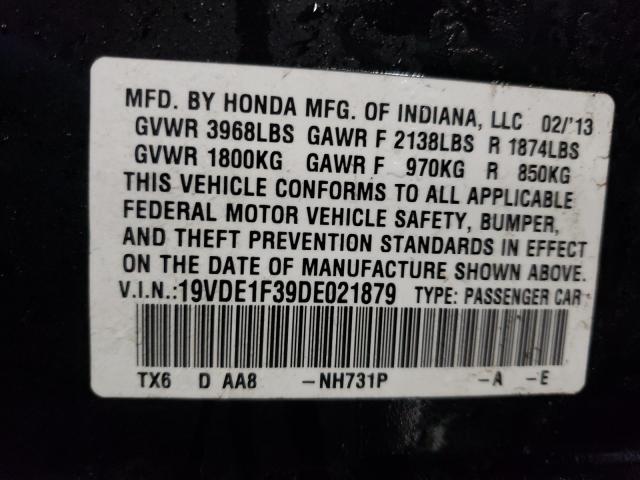 MFD. BY HONDA MFG. OF INDIANA, LLC 02/'13
GVWR 3968LBS GAWR F 2138LBS R 1874LBS
GVWR 1800KG GAWR F 970KG R 850KG
THIS VEHICLE CONFORMS TO ALL APPLICABLE
FEDERAL MOTOR VEHICLE SAFETY, BUMPER,
AND THEFT PREVENTION STANDARDS IN EFFECT
ON THE DATE OF MANUFACTURE SHOWN ABOVE.
V.I.N.:19VDE1F39DE021879 TYPE: PASSENGER CAR
TX6 D AA8 -NH731P -A -E